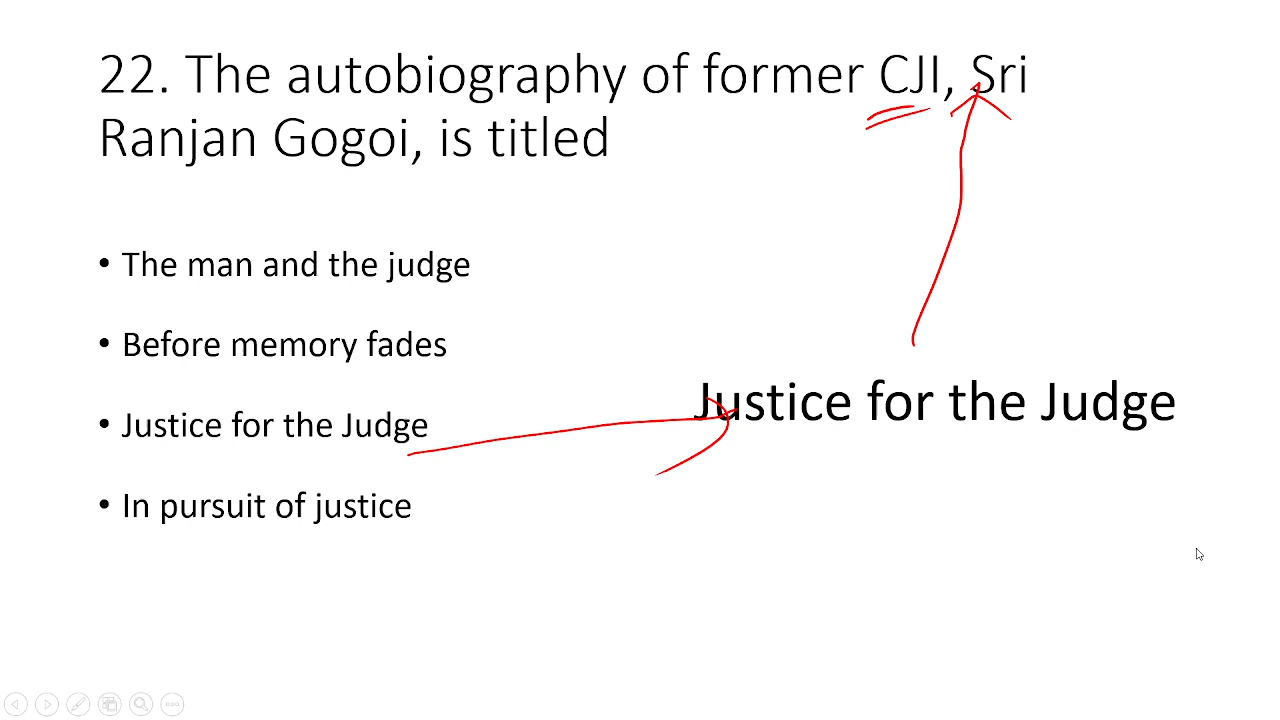 22. The autobiography of former CJI, Sri
Ranjan Gogoi, is titled
• The man and the judge
• Before memory fades
• Justice for the Judge
Justice for the Judge
• In pursuit of justice